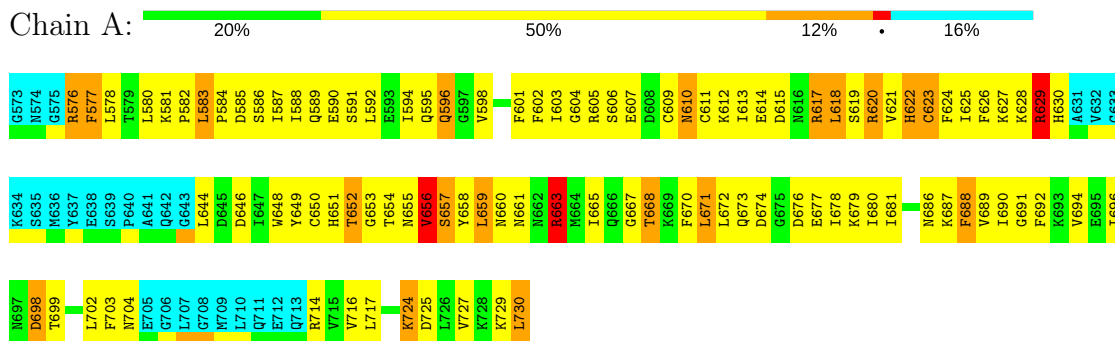 Chain A:
20% 50% 12% • 16%
G573 N574 G575 R576 F577 L578 T579 L580 K581 P582 L583 P584 D585 S586 I587 I588 Q589 E590 S591 L592 E593 I594 Q595 Q596 G597 V598 F601 F602 I603 G604 R605 S606 E607 D608 C609 N610 C611 K612 I613 E614 D615 N616 R617 L618 S619 R620 V621 H622 C623 F624 I625 F626 K627 K628 R629 H630 A631 V632 G633
K634 S635 M636 Y637 E638 S639 P640 A641 Q642 G643 L644 D645 D646 I647 W648 Y649 C650 H651 T652 G653 T654 N655 V656 S657 Y658 L659 N660 N661 N662 R663 M664 I665 Q666 G667 T668 K669 F670 L671 L672 Q673 D674 G675 D676 E677 I678 K679 I680 I681 N686 K687 F688 V689 I690 G691 F692 K693 V694 E695 I696
N697 D698 T699 L702 F703 N704 E705 G706 L707 G708 M709 L710 Q711 E712 Q713 R714 V715 V716 L717 K724 D725 L726 V727 K728 K729 L730